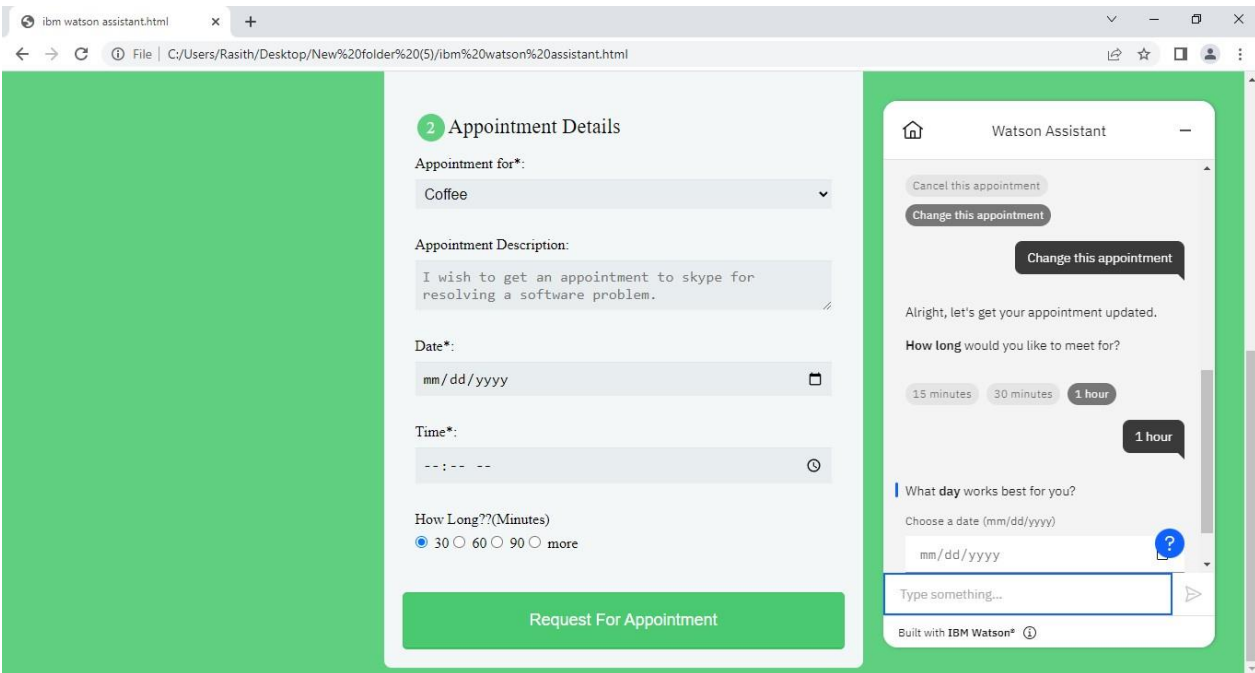 ibm watson assistant.html
File | C:/Users/Rasith/Desktop/New%20folder%20(5)/ibm%20watson%20assistant.html
2 Appointment Details
Appointment for*:
Coffee
Appointment Description:
I wish to get an appointment to skype for
resolving a software problem.
Date*:
mm/dd/yyyy
Time*:
--:-- --
How Long??(Minutes)
30 60 90 more
Request For Appointment
Watson Assistant
Cancel this appointment
Change this appointment
Change this appointment
Alright, let's get your appointment updated.
How long would you like to meet for?
15 minutes 30 minutes 1 hour
1 hour
What day works best for you?
Choose a date (mm/dd/yyyy)
mm/dd/yyyy
?
Type something...
Built with IBM Watson®